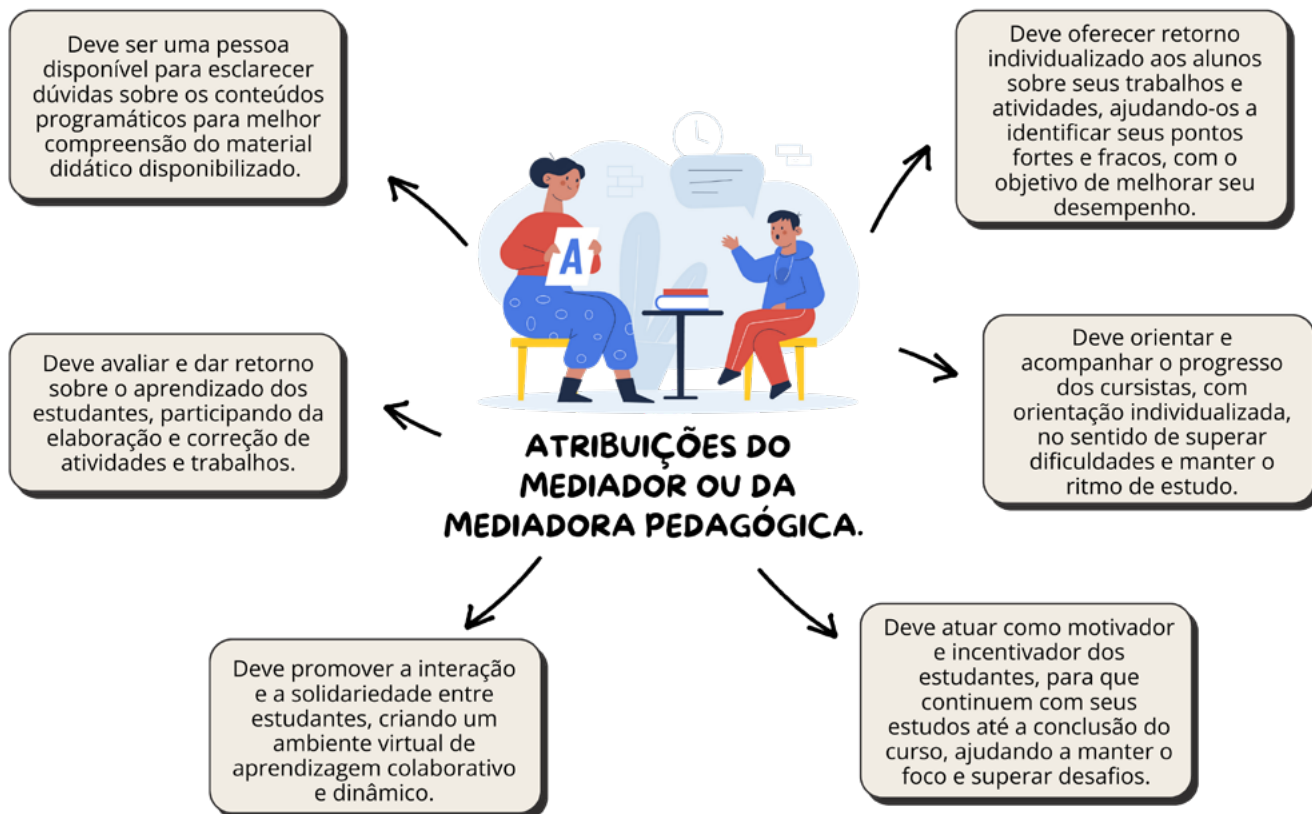 Deve ser uma pessoa
disponível para esclarecer
dúvidas sobre os conteúdos
programáticos para melhor
compreensão do material
didático disponibilizado.
Deve oferecer retorno
individualizado aos alunos
sobre seus trabalhos e
atividades, ajudando-os a
identificar seus pontos
fortes e fracos, com o
objetivo de melhorar seu
desempenho.
A
Deve avaliar e dar retorno
sobre o aprendizado dos
estudantes, participando da
elaboração e correção de
atividades e trabalhos.
Deve orientar e
acompanhar o progresso
dos cursistas, com
orientação individualizada,
no sentido de superar
dificuldades e manter o
ritmo de estudo.
ATRIBUIÇÕES DO
MEDIADOR OU DA
MEDIADORA PEDAGÓGICA.
Deve promover a interação
e a solidariedade entre
estudantes, criando um
ambiente virtual de
aprendizagem colaborativo
e dinâmico.
Deve atuar como motivador
e incentivador dos
estudantes, para que
continuem com seus
estudos até a conclusão do
curso, ajudando a manter o
foco e superar desafios.